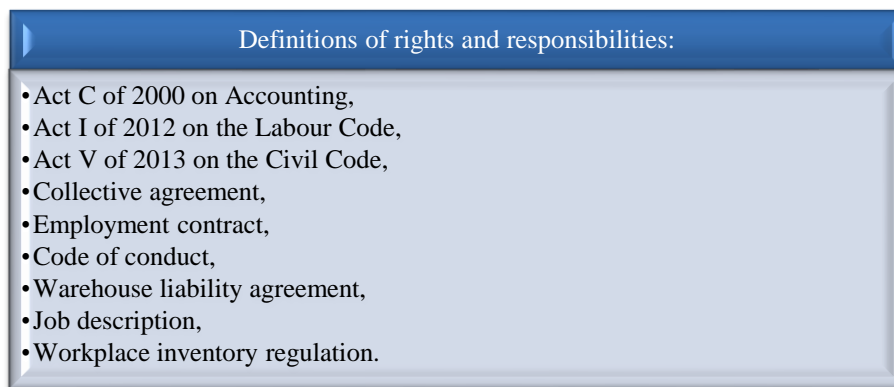 Definitions of rights and responsibilities:
•Act C of 2000 on Accounting,
•Act I of 2012 on the Labour Code,
•Act V of 2013 on the Civil Code,
•Collective agreement,
•Employment contract,
•Code of conduct,
•Warehouse liability agreement,
•Job description,
•Workplace inventory regulation.